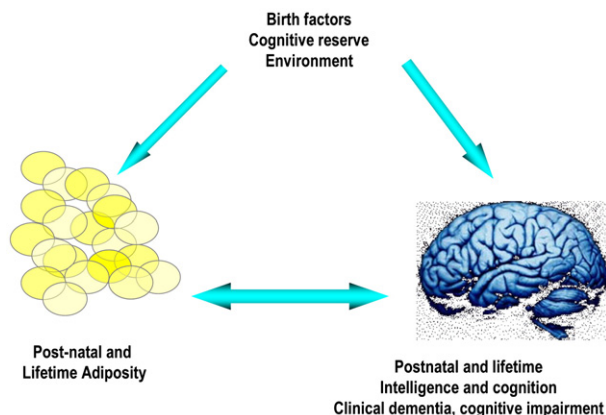 Birth factors
Cognitive reserve
Environment
Post-natal and
Lifetime Adiposity
Postnatal and lifetime
Intelligence and cognition
Clinical dementia, cognitive impairment